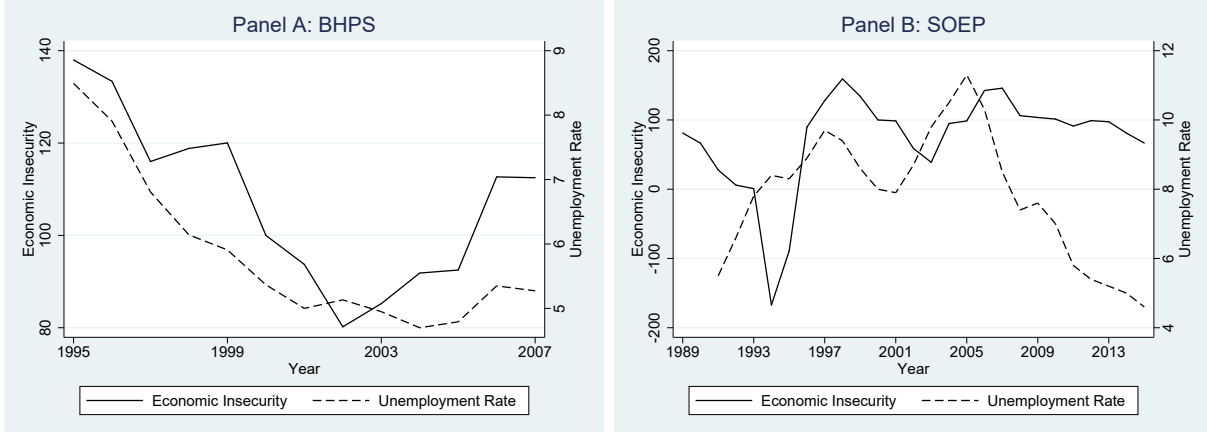 Panel A: BHPS
140
120
100
80
Economic Insecurity
9
8
7
6
5
Unemployment Rate
1995 1999 2003 2007
Year
Economic Insecurity Unemployment Rate
Panel B: SOEP
200
100
0
-100
-200
Economic Insecurity
12
10
8
6
4
Unemployment Rate
1989 1993 1997 2001 2005 2009 2013
Year
Economic Insecurity Unemployment Rate